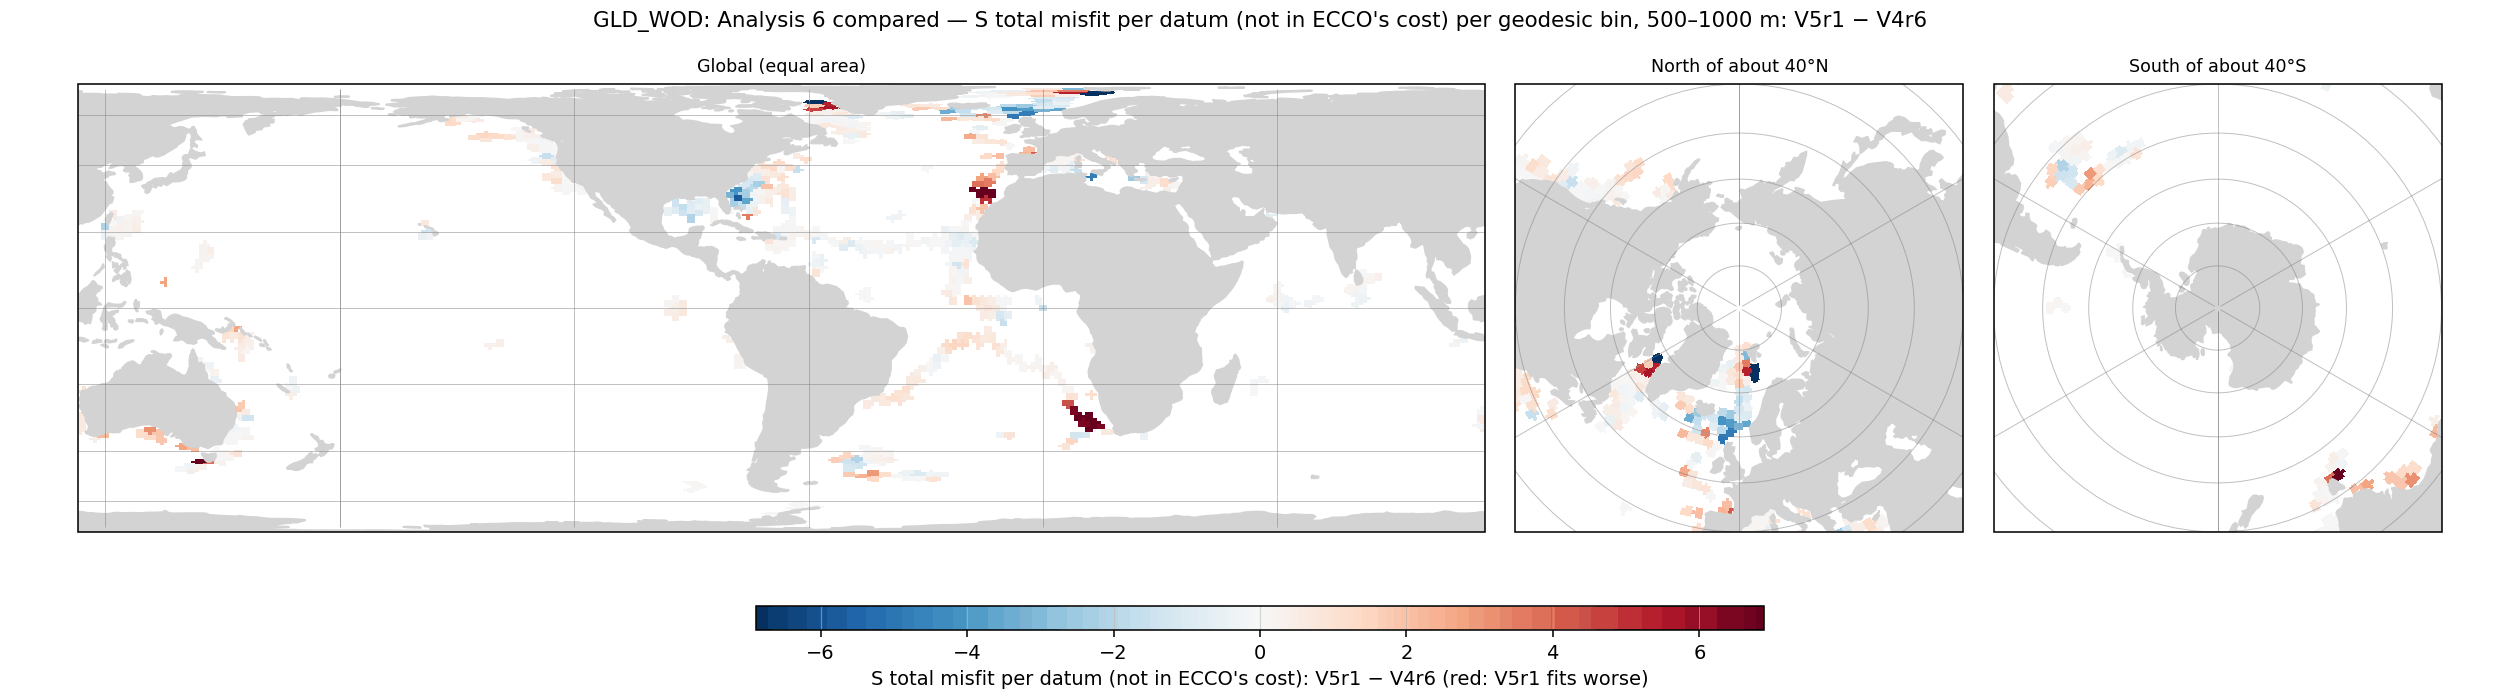 GLD_WOD: Analysis 6 compared — S total misfit per datum (not in ECCO's cost) per geodesic bin, 500–1000 m: V5r1 − V4r6
Global (equal area)
North of about 40°N
South of about 40°S
−6 −4 −2 0 2 4 6
S total misfit per datum (not in ECCO's cost): V5r1 − V4r6 (red: V5r1 fits worse)